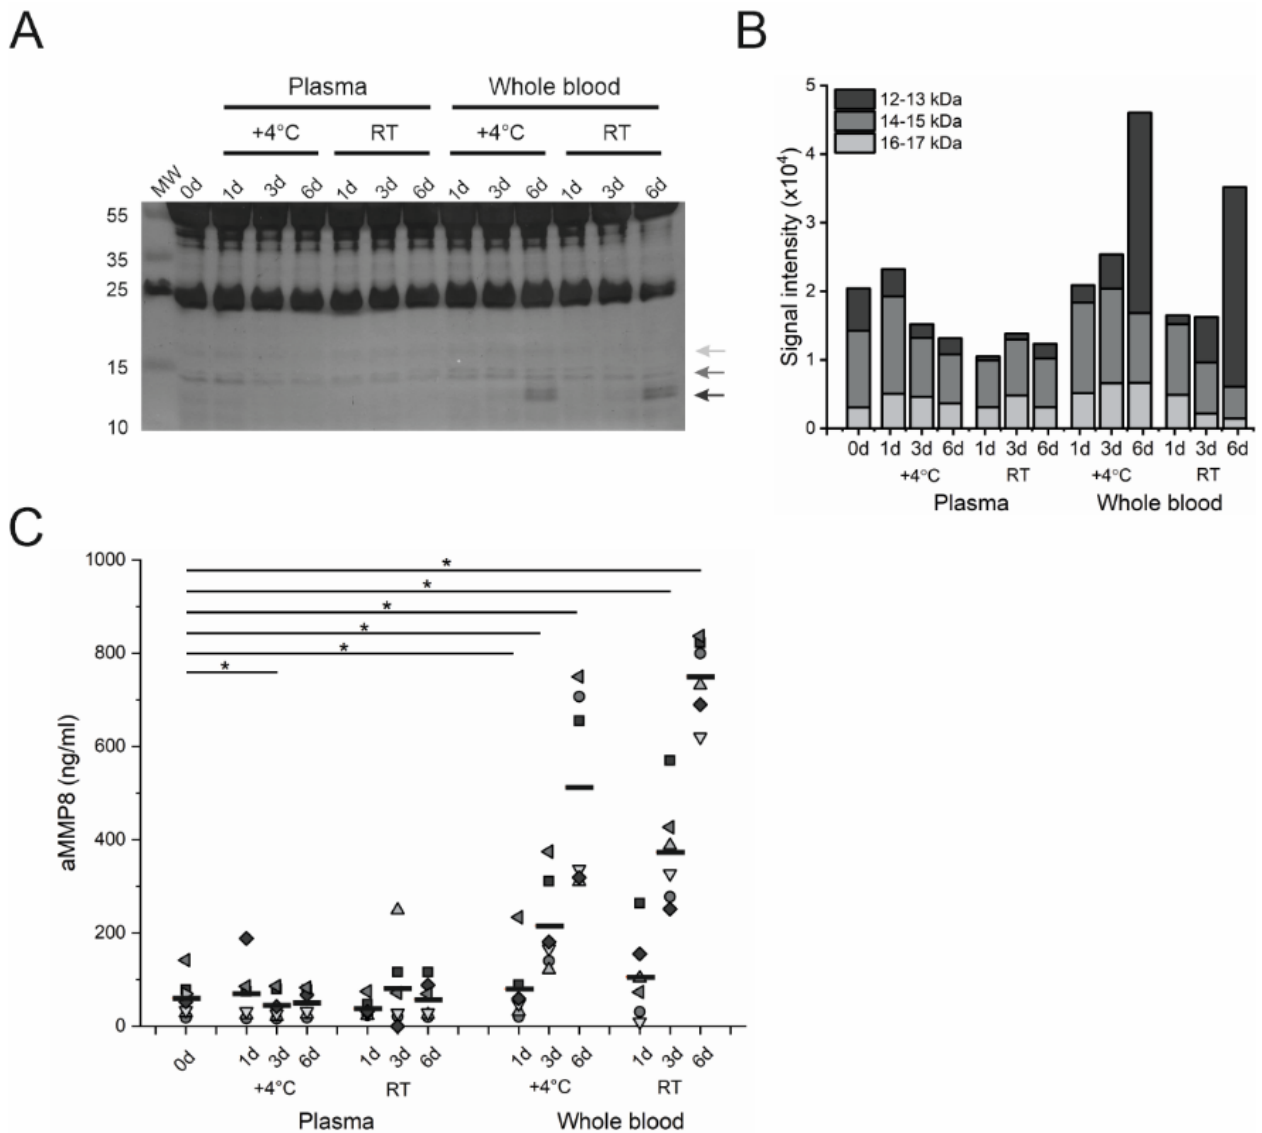 A
Plasma Whole blood
+4°C RT +4°C RT
MW 0d 1d 3d 6d 1d 3d 6d 1d 3d 6d 1d 3d 6d
55
35
25
15
10
B
5
4
3
2
1
0
Signal intensity (x10⁴)
12-13 kDa
14-15 kDa
16-17 kDa
0d 1d 3d 6d 1d 3d 6d 1d 3d 6d 1d 3d 6d
+4°C RT +4°C RT
Plasma Whole blood
C
1000
800
600
400
200
0
aMMP8 (ng/ml)
*
*
*
*
*
*
0d 1d 3d 6d 1d 3d 6d 1d 3d 6d 1d 3d 6d
+4°C RT +4°C RT
Plasma Whole blood